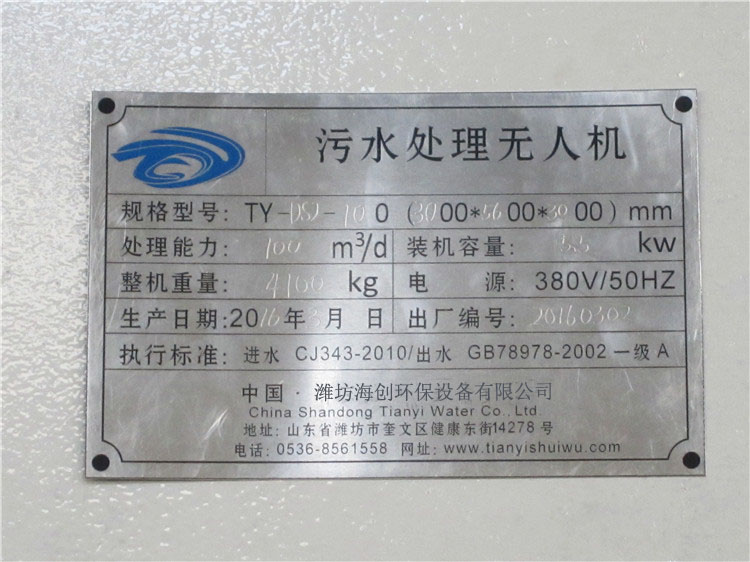 污水处理无人机
规格型号: TY-DSJ-100 (3000*5600*3000) mm
处理能力: 100 m³/d 装机容量: kw
整机重量: 4100 kg 电 源: 380V/50HZ
生产日期: 2016年3月 日 出厂编号: 20160302
执行标准: 进水 CJ343-2010/出水 GB78978-2002 一级 A
中国·潍坊海创环保设备有限公司
China Shandong Tianyi Water Co., Ltd
地址: 山东省潍坊市奎文区健康东街14278号
电话: 0536-8561558 网址: www.tianyishuiwu.com